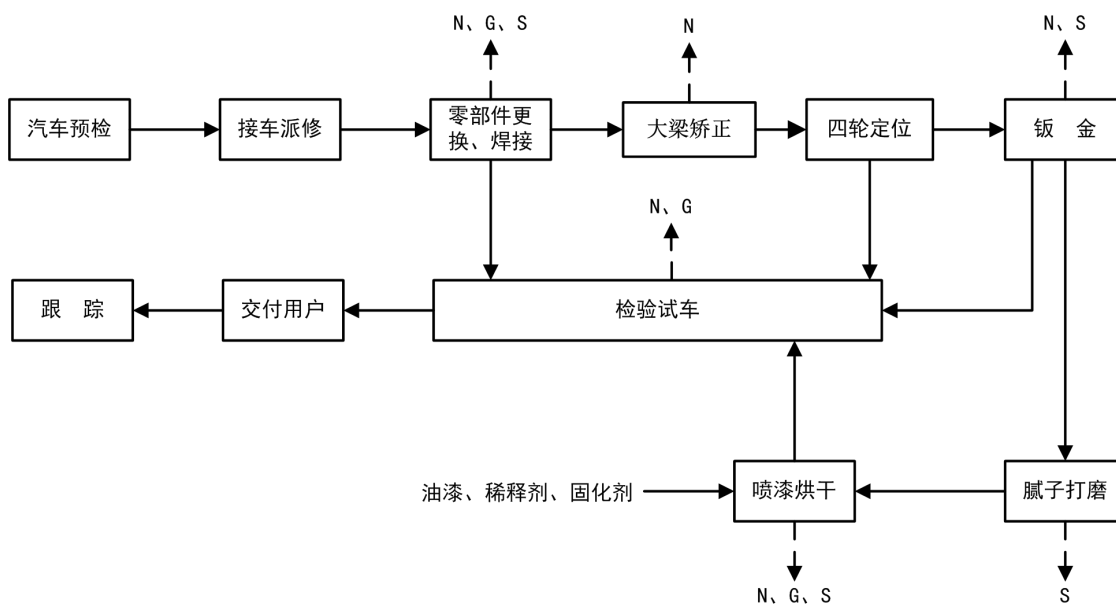 N、G、S
N
N、S
汽车预检
接车派修
零部件更
换、焊接
大梁矫正
四轮定位
钣 金
N、G
跟 踪
交付用户
检验试车
油漆、稀释剂、固化剂
喷漆烘干
腻子打磨
N、G、S
S